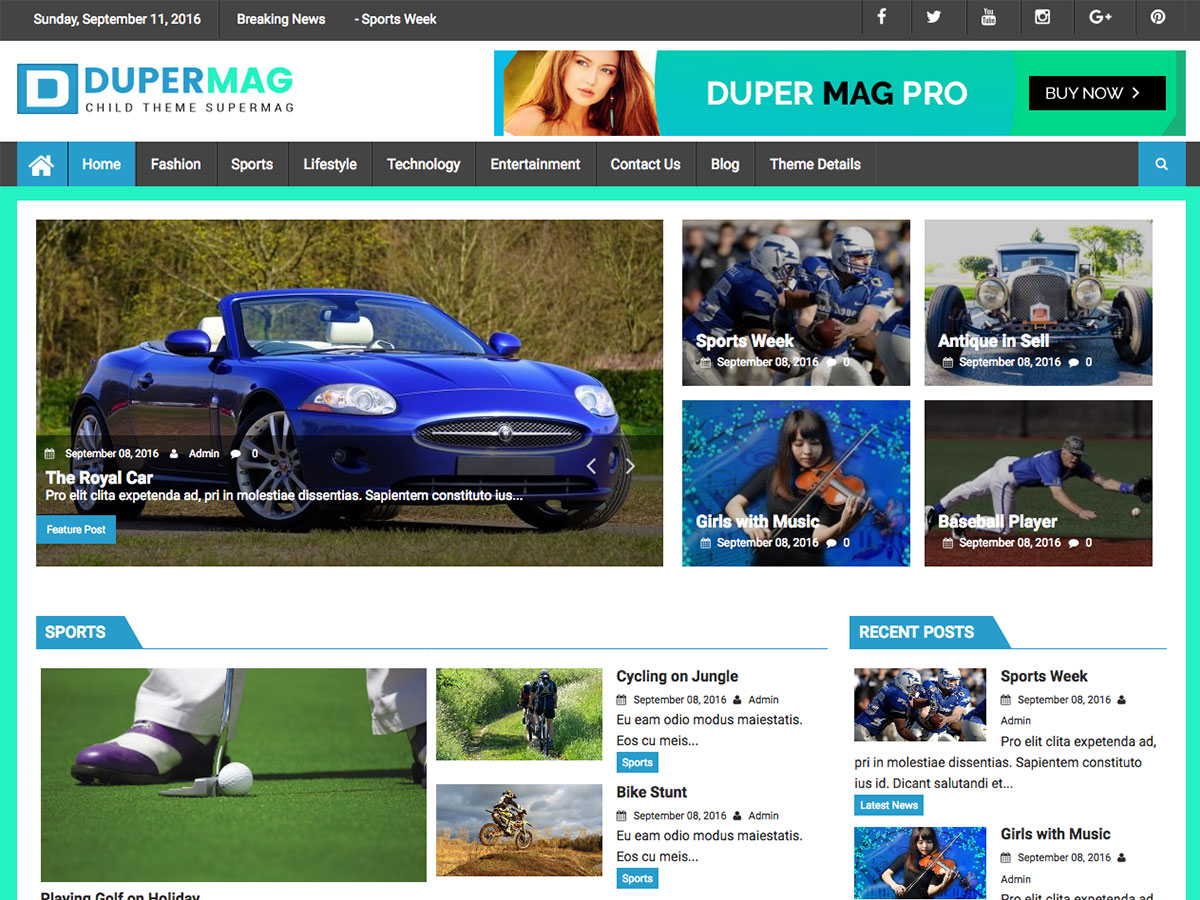 Sunday, September 11, 2016
Breaking News
- Sports Week
You Tube
G+
D DUPERMAG
CHILD THEME SUPERMAG
DUPER MAG PRO
BUY NOW >
Home
Fashion
Sports
Lifestyle
Technology
Entertainment
Contact Us
Blog
Theme Details
September 08, 2016 Admin 0
The Royal Car
Pro elit clita expetenda ad, pri in molestiae dissentias. Sapientem constituto ius...
Feature Post
Sports Week
September 08, 2016 0
Antique in Sell
September 08, 2016 0
Girls with Music
September 08, 2016 0
Baseball Player
September 08, 2016 0
SPORTS
Playing Golf on Holiday
Cycling on Jungle
September 08, 2016 Admin
Eu eam odio modus maiestatis.
Eos cu meis...
Sports
Bike Stunt
September 08, 2016 Admin
Eu eam odio modus maiestatis.
Eos cu meis...
Sports
RECENT POSTS
Sports Week
September 08, 2016
Admin
Pro elit clita expetenda ad,
pri in molestiae dissentias. Sapientem constituto
ius id. Dicant salutandi et...
Latest News
Girls with Music
September 08, 2016
Admin
Pro elit clita expetenda ad,